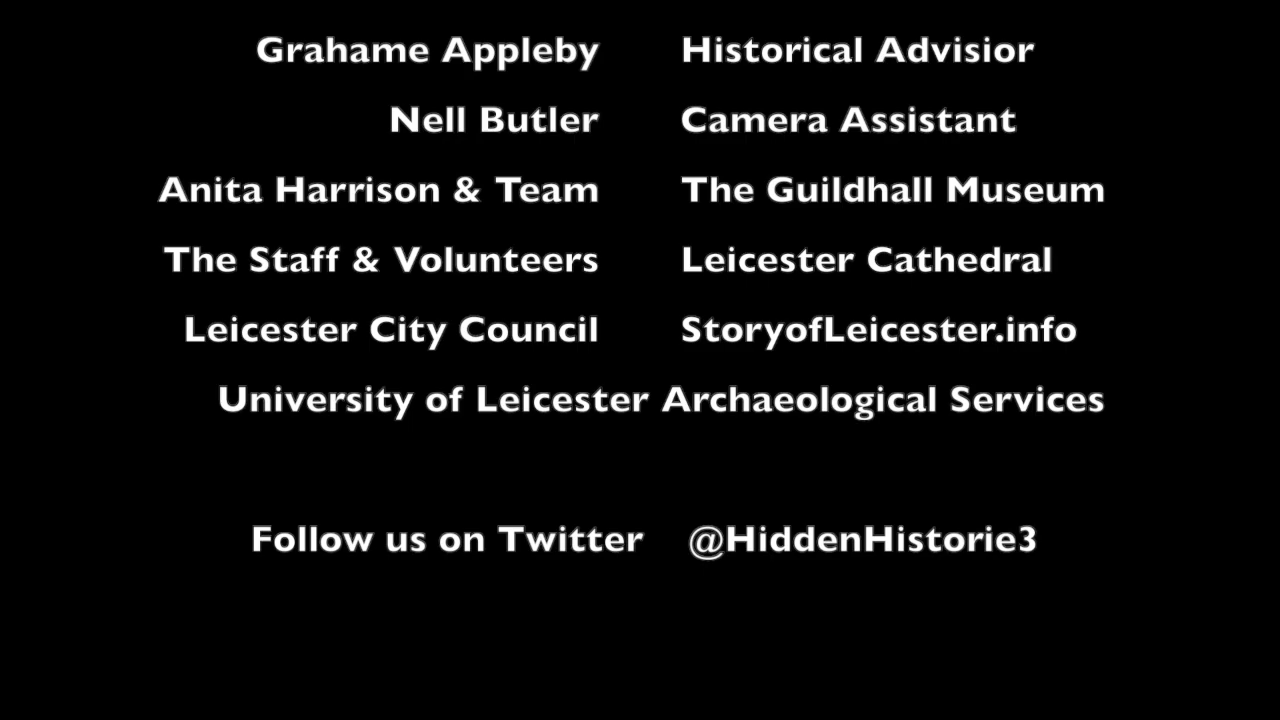 Grahame Appleby Historical Advisior
Nell Butler Camera Assistant
Anita Harrison & Team The Guildhall Museum
The Staff & Volunteers Leicester Cathedral
Leicester City Council StoryofLeicester.info
University of Leicester Archaeological Services
Follow us on Twitter @HiddenHistorie3